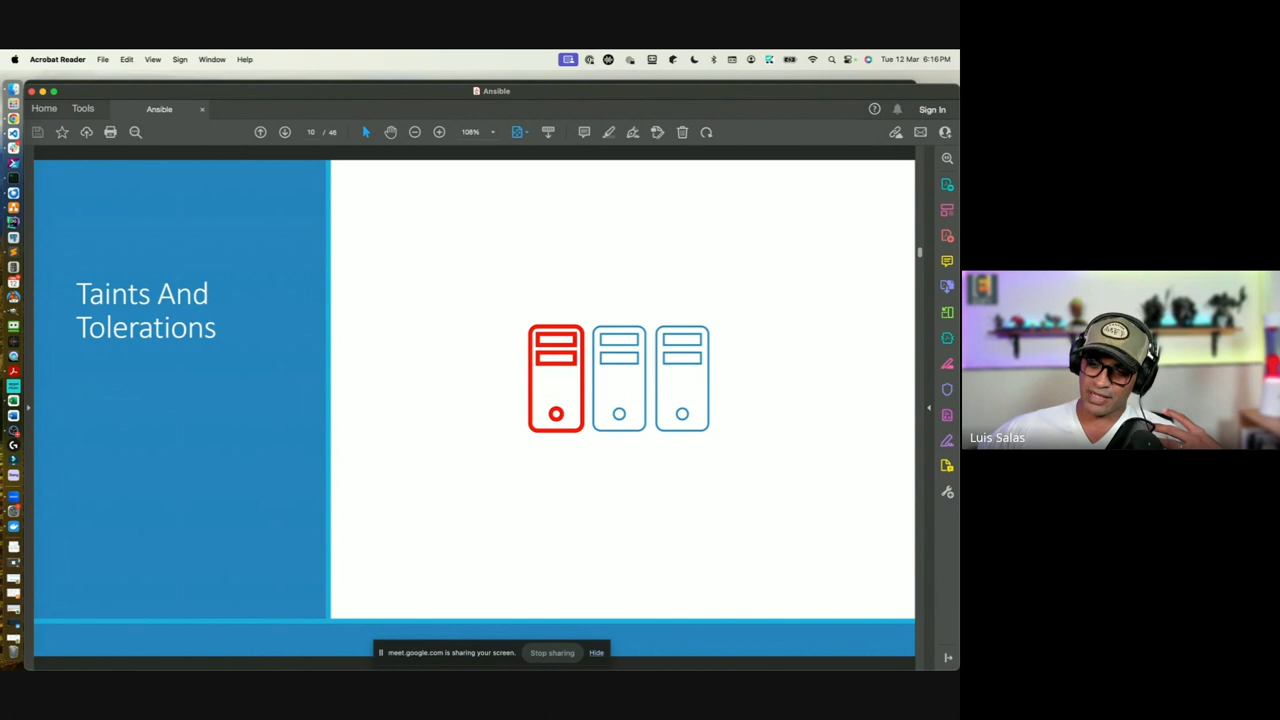 Acrobat Reader File Edit View Sign Window Help Tue 12 Mar 6:16 PM
Ansible
Home Tools Ansible Sign In
10 / 46 108%
Taints And
Tolerations
Luis Salas
meet.google.com is sharing your screen. Stop sharing Hide